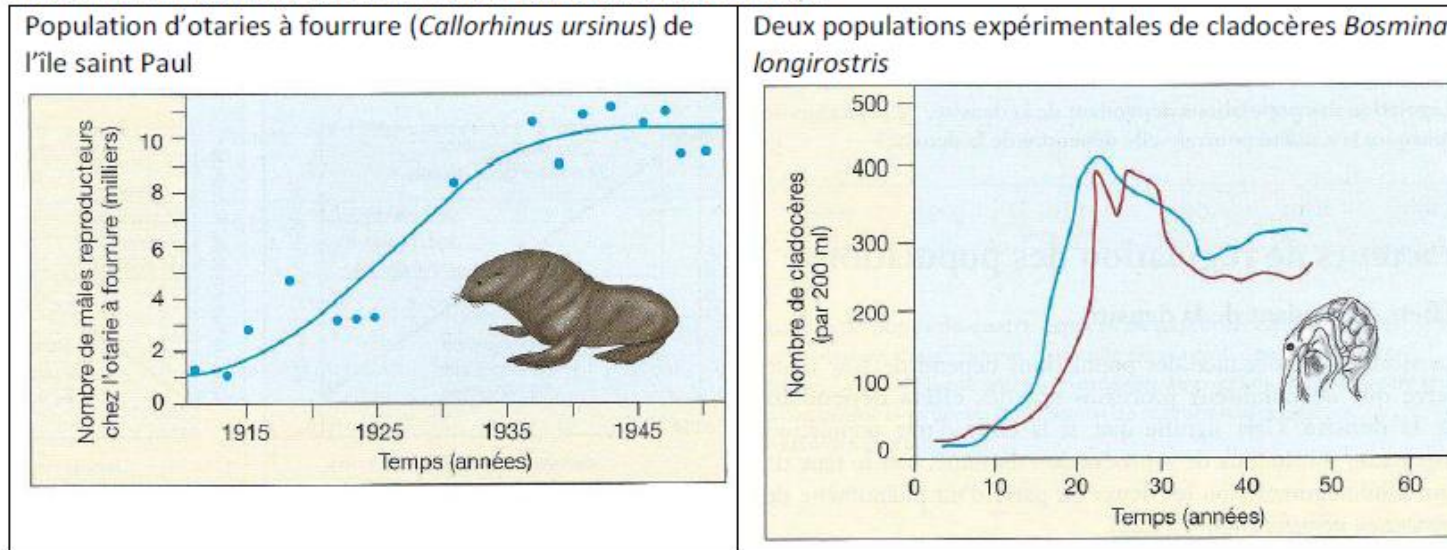 Population d'otaries à fourrure (Callorhinus ursinus) de
l'île saint Paul
Nombre de mâles reproducteurs
chez l'otarie à fourrure (milliers)
10
8
6
4
2
0
1915
1925
1935
1945
Temps (années)
Deux populations expérimentales de cladocères Bosmina
longirostris
Nombre de cladocères
(par 200 ml)
500
400
300
200
100
0
0
10
20
30
40
50
60
Temps (années)